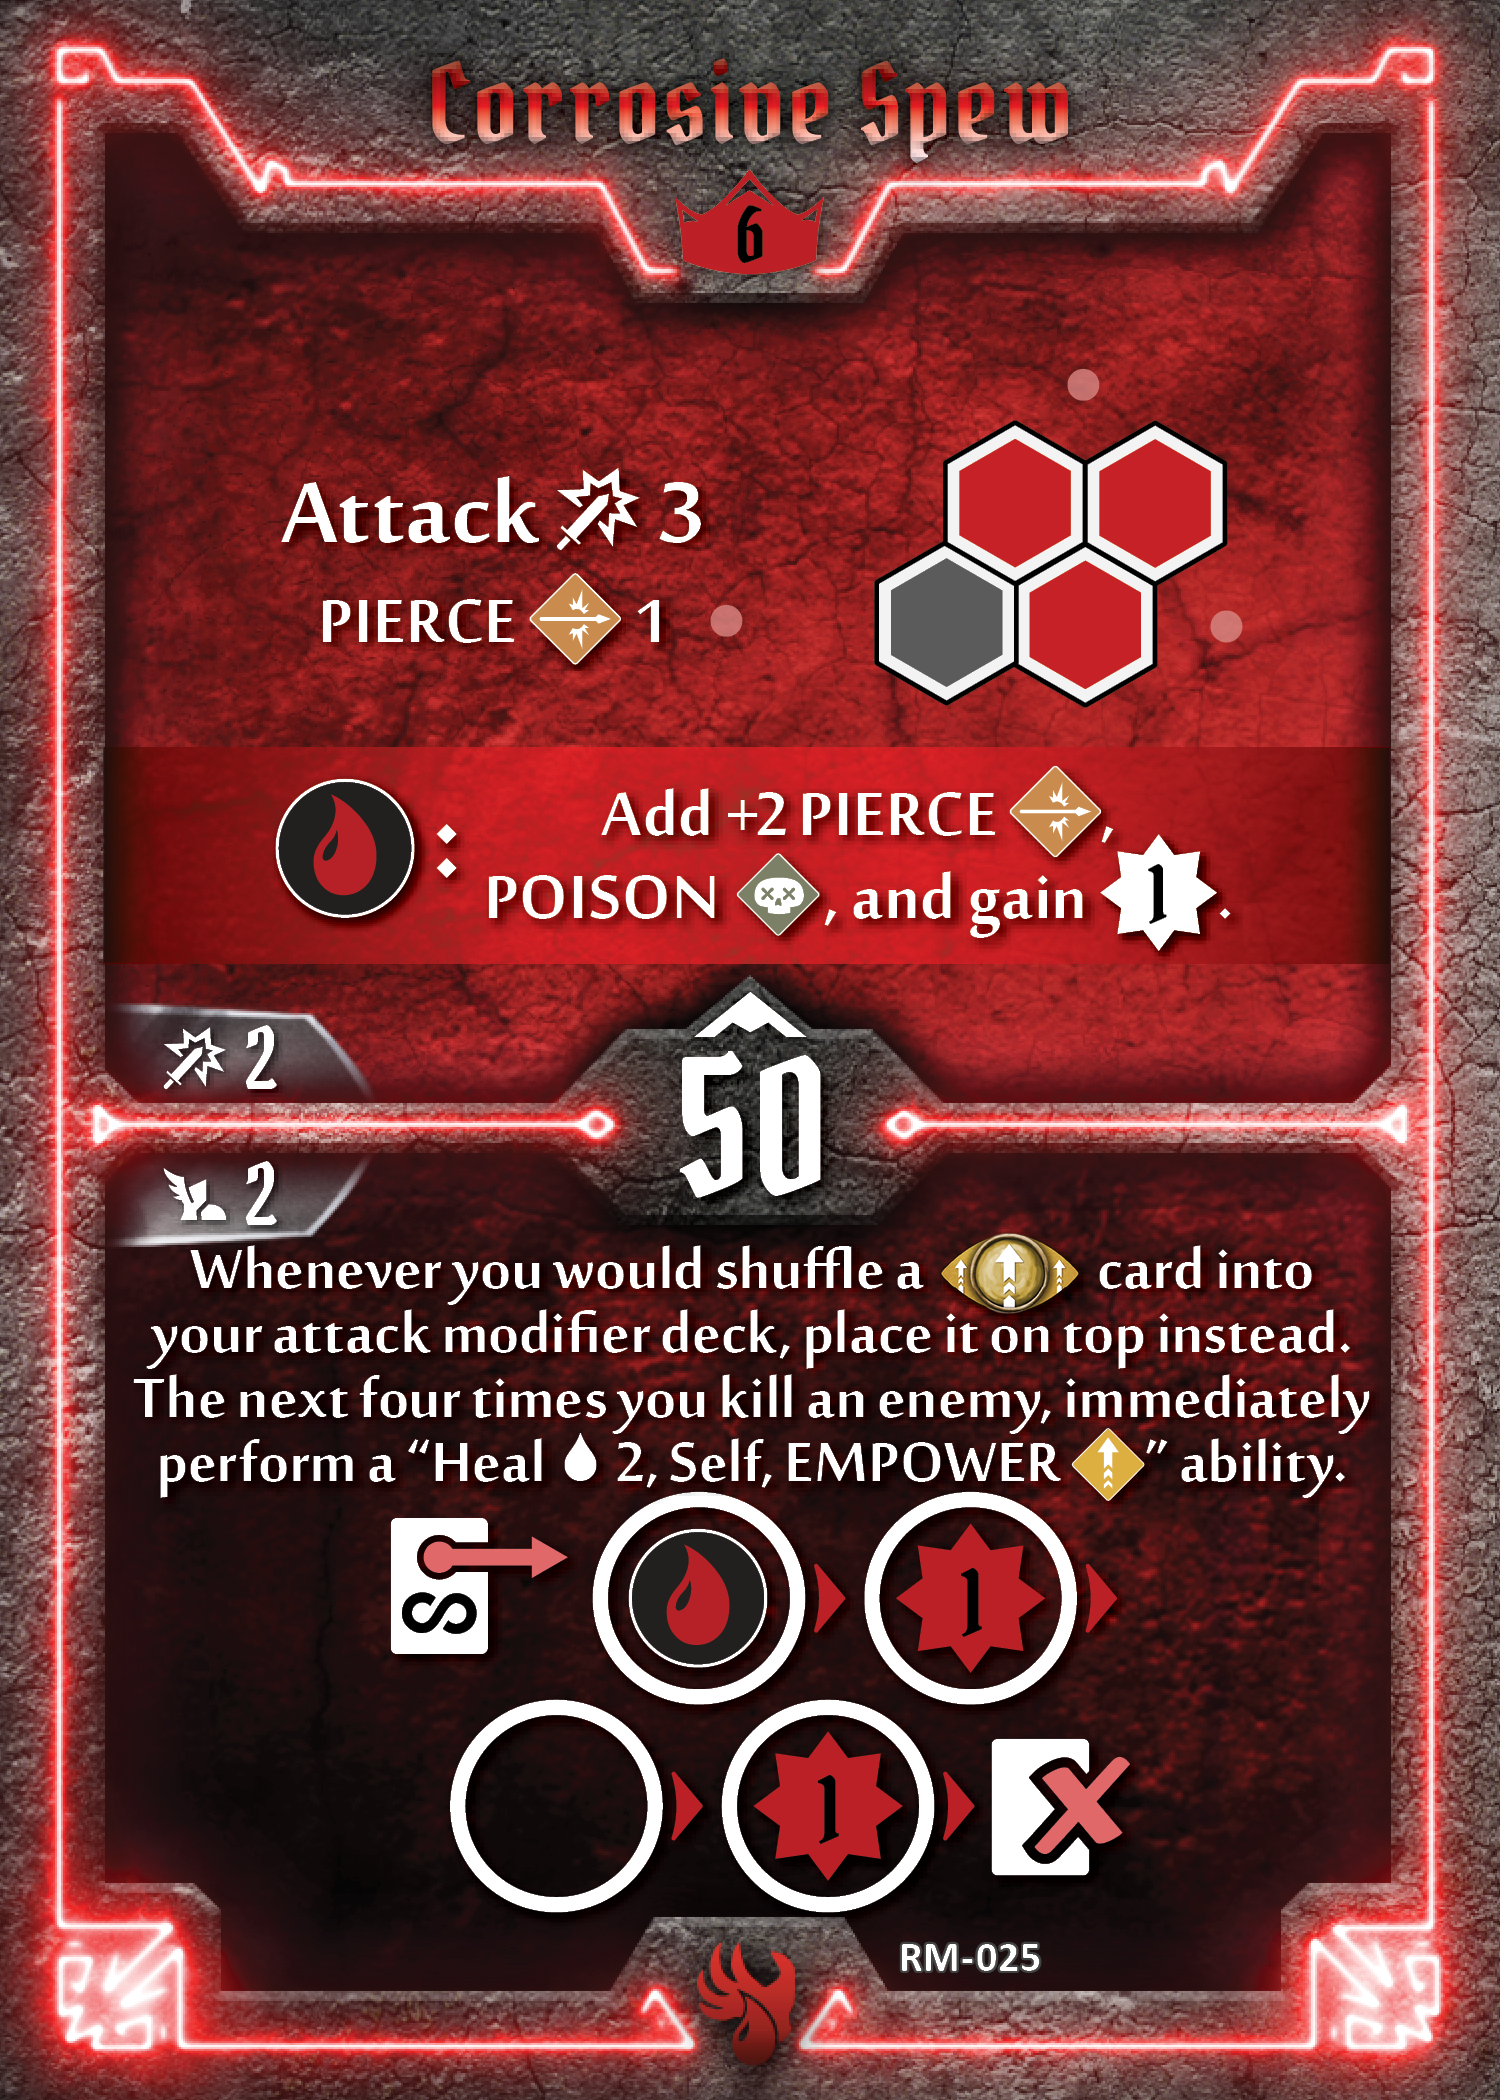 Corrosive Spew
6
Attack 3
PIERCE 1
Add +2 PIERCE ,
POISON , and gain 1.
2
50
2
Whenever you would shuffle a card into
your attack modifier deck, place it on top instead.
The next four times you kill an enemy, immediately
perform a “Heal 2, Self, EMPOWER ” ability.
1
1
RM-025